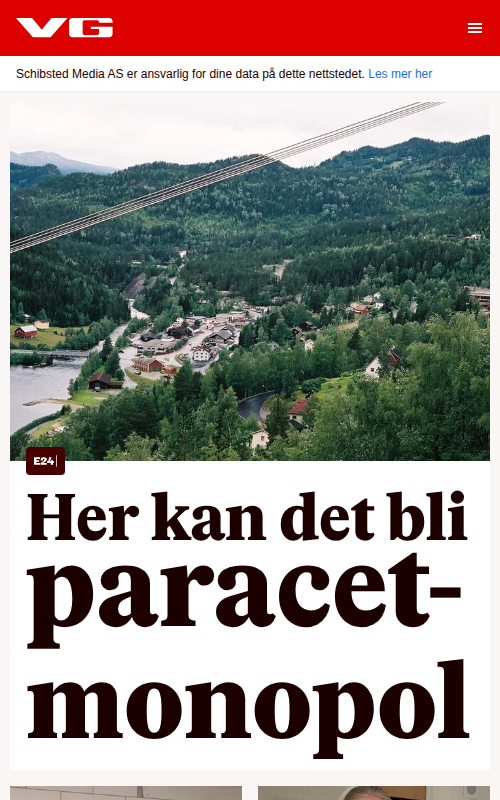 VG
Schibsted Media AS er ansvarlig for dine data på dette nettstedet. Les mer her
E24
Her kan det bli
paracet-
monopol